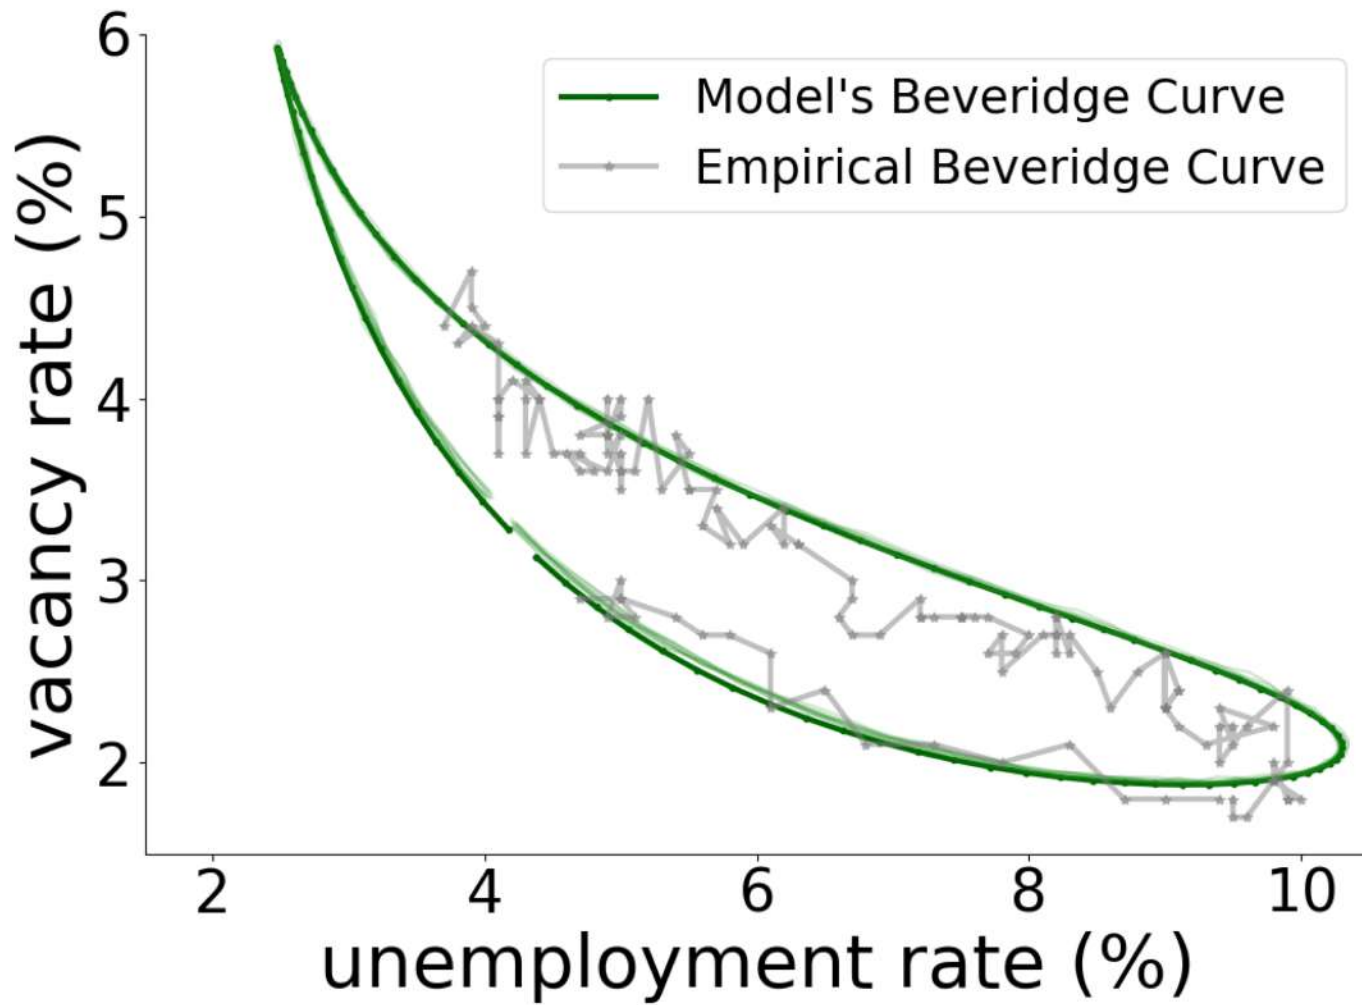 6
5
4
3
2
vacancy rate (%)
Model's Beveridge Curve
Empirical Beveridge Curve
2 4 6 8 10
unemployment rate (%)